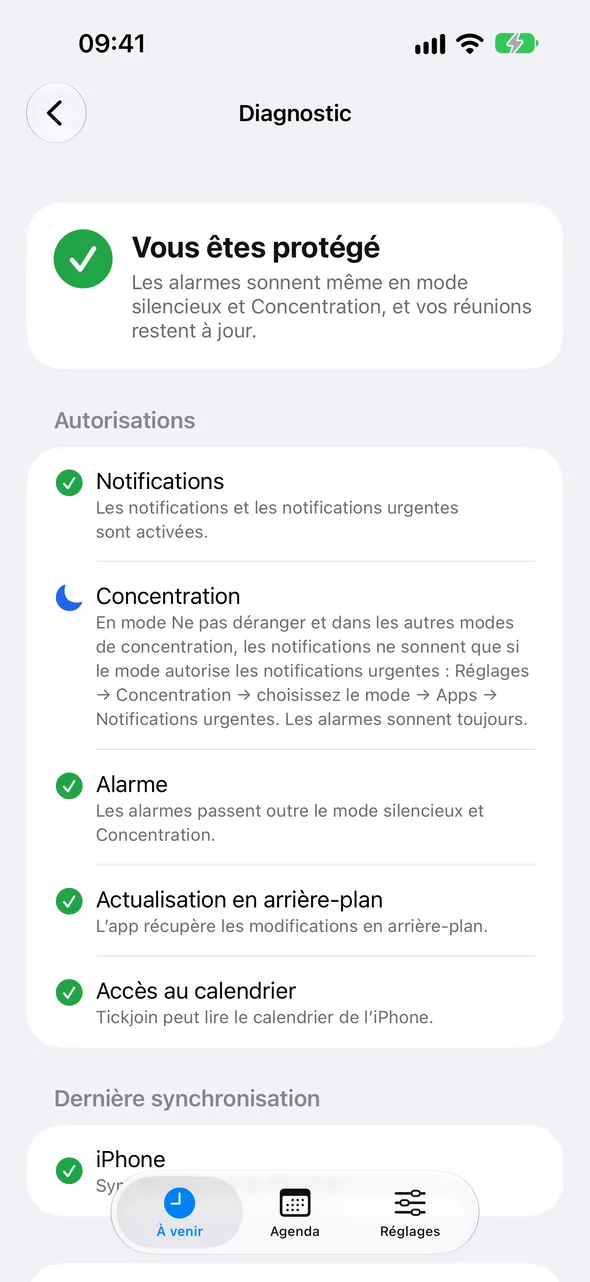 09:41
Diagnostic
Vous êtes protégé
Les alarmes sonnent même en mode
silencieux et Concentration, et vos réunions
restent à jour.
Autorisations
Notifications
Les notifications et les notifications urgentes
sont activées.
Concentration
En mode Ne pas déranger et dans les autres modes
de concentration, les notifications ne sonnent que si
le mode autorise les notifications urgentes : Réglages
→ Concentration → choisissez le mode → Apps →
Notifications urgentes. Les alarmes sonnent toujours.
Alarme
Les alarmes passent outre le mode silencieux et
Concentration.
Actualisation en arrière-plan
L’app récupère les modifications en arrière-plan.
Accès au calendrier
Tickjoin peut lire le calendrier de l’iPhone.
Dernière synchronisation
iPhone
À venir
Agenda
Réglages